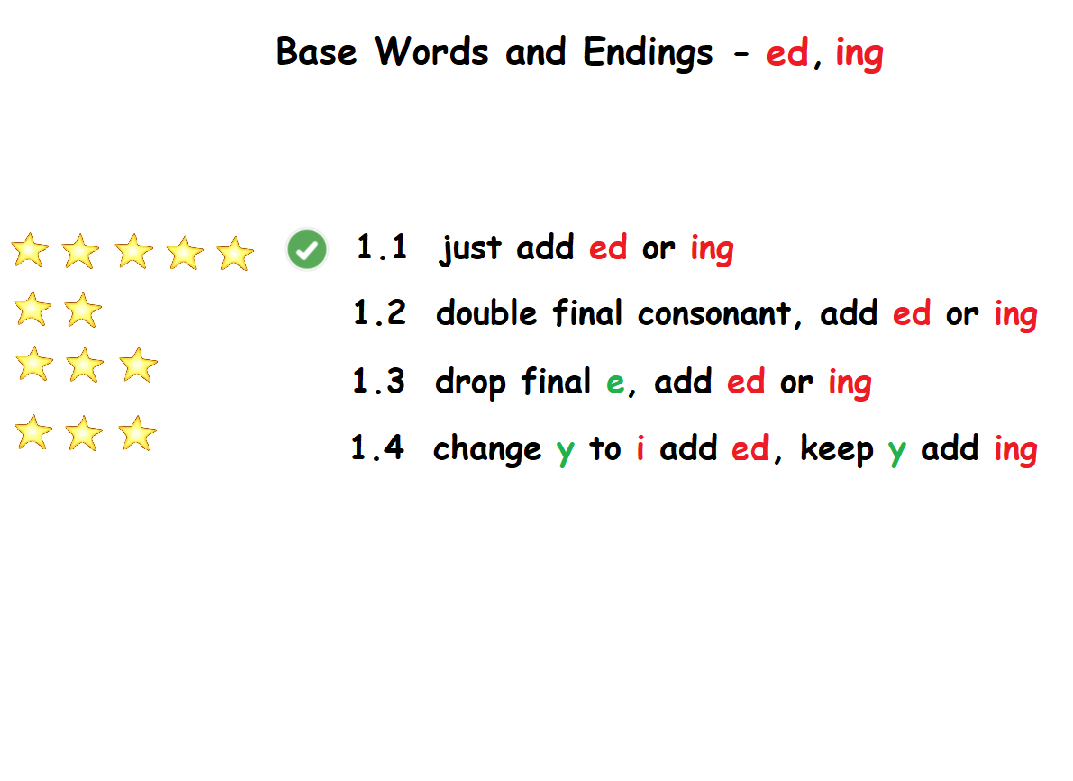 Base Words and Endings - ed, ing
1.1 just add ed or ing
1.2 double final consonant, add ed or ing
1.3 drop final e, add ed or ing
1.4 change y to i add ed, keep y add ing